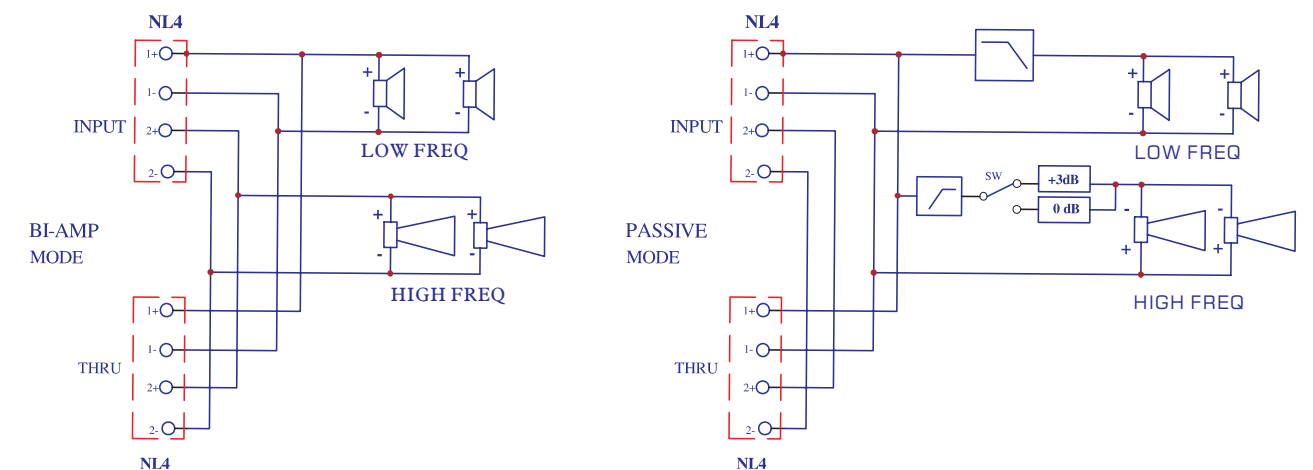 NL4
1+
1-
INPUT
2+
2-
+
+
-
-
LOW FREQ
BI-AMP
MODE
+
+
-
-
HIGH FREQ
1+
1-
THRU
2+
2-
NL4
NL4
1+
1-
INPUT
2+
2-
+
+
-
-
LOW FREQ
PASSIVE
MODE
SW
+3dB
0 dB
-
-
+
+
HIGH FREQ
1+
1-
THRU
2+
2-
NL4